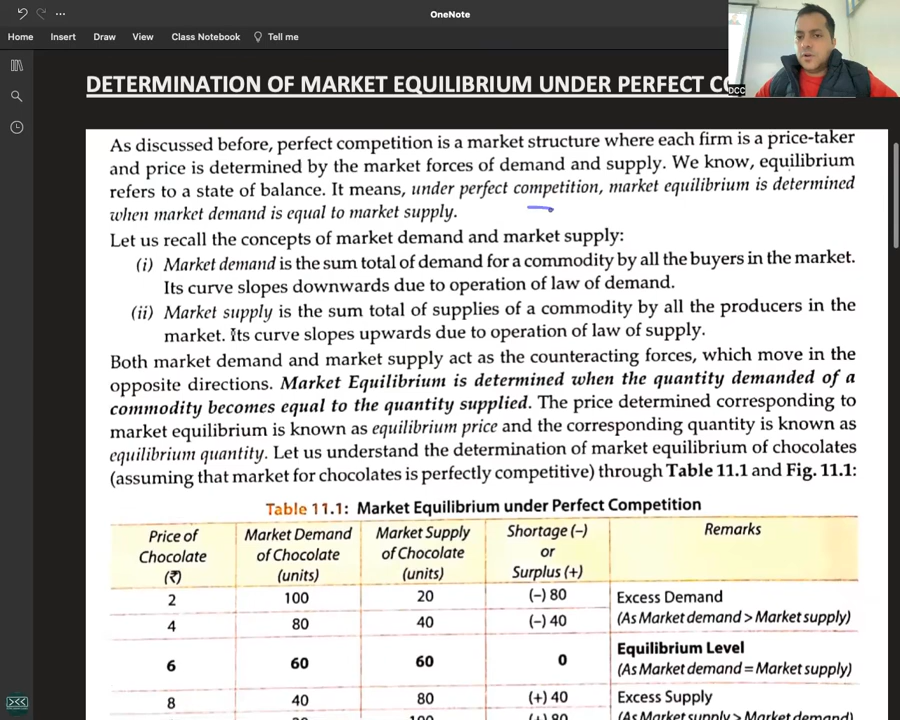 OneNote
Home Insert Draw View Class Notebook Tell me
DCC
DETERMINATION OF MARKET EQUILIBRIUM UNDER PERFECT CO
As discussed before, perfect competition is a market structure where each firm is a price-taker
and price is determined by the market forces of demand and supply. We know, equilibrium
refers to a state of balance. It means, under perfect competition, market equilibrium is determined
when market demand is equal to market supply.
Let us recall the concepts of market demand and market supply:
(i) Market demand is the sum total of demand for a commodity by all the buyers in the market.
Its curve slopes downwards due to operation of law of demand.
(ii) Market supply is the sum total of supplies of a commodity by all the producers in the
market. Its curve slopes upwards due to operation of law of supply.
Both market demand and market supply act as the counteracting forces, which move in the
opposite directions. Market Equilibrium is determined when the quantity demanded of a
commodity becomes equal to the quantity supplied. The price determined corresponding to
market equilibrium is known as equilibrium price and the corresponding quantity is known as
equilibrium quantity. Let us understand the determination of market equilibrium of chocolates
(assuming that market for chocolates is perfectly competitive) through Table 11.1 and Fig. 11.1:
Table 11.1: Market Equilibrium under Perfect Competition
Price of Market Demand Market Supply Shortage (–) Remarks
Chocolate of Chocolate of Chocolate or
(₹) (units) (units) Surplus (+)
2 100 20 (–) 80 Excess Demand
4 80 40 (–) 40 (As Market demand > Market supply)
6 60 60 0 Equilibrium Level
(As Market demand = Market supply)
8 40 80 (+) 40 Excess Supply
100 (+) 80 (As Market supply > Market demand)